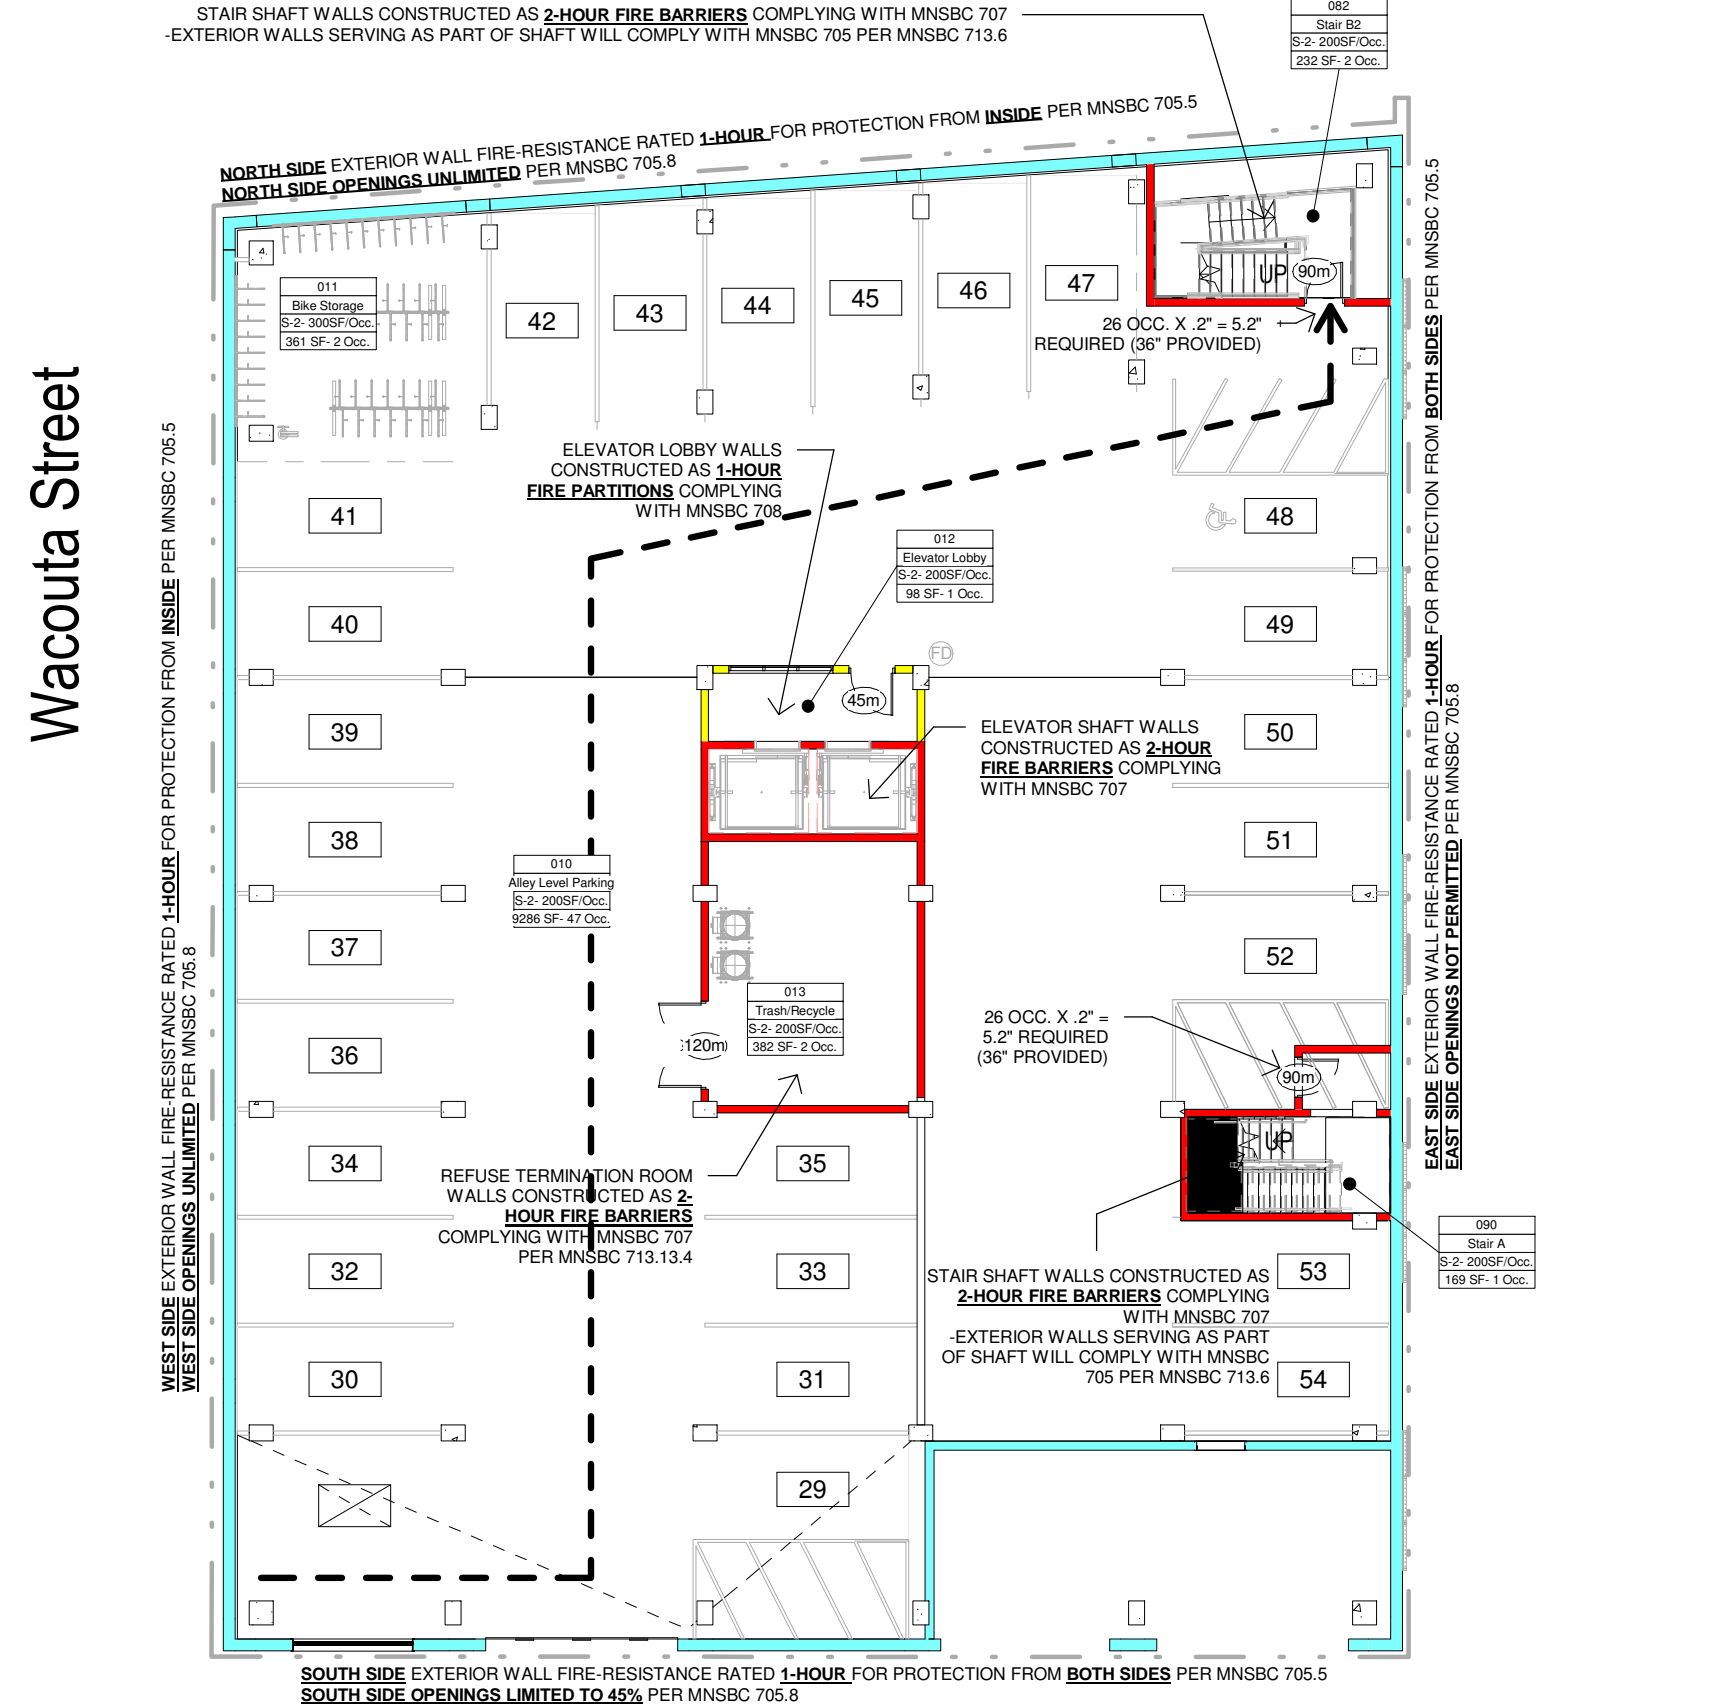 STAIR SHAFT WALLS CONSTRUCTED AS 2-HOUR FIRE BARRIERS COMPLYING WITH MNSBC 707
-EXTERIOR WALLS SERVING AS PART OF SHAFT WILL COMPLY WITH MNSBC 705 PER MNSBC 713.6
082
Stair B2
S-2- 200SF/Occ.
232 SF- 2 Occ.
NORTH SIDE EXTERIOR WALL FIRE-RESISTANCE RATED 1-HOUR FOR PROTECTION FROM INSIDE PER MNSBC 705.5
NORTH SIDE OPENINGS UNLIMITED PER MNSBC 705.8
Wacouta Street
WEST SIDE EXTERIOR WALL FIRE-RESISTANCE RATED 1-HOUR FOR PROTECTION FROM INSIDE PER MNSBC 705.5
WEST SIDE OPENINGS UNLIMITED PER MNSBC 705.8
EAST SIDE EXTERIOR WALL FIRE-RESISTANCE RATED 1-HOUR FOR PROTECTION FROM BOTH SIDES PER MNSBC 705.5
EAST SIDE OPENINGS NOT PERMITTED PER MNSBC 705.8
011
Bike Storage
S-2- 300SF/Occ.
361 SF- 2 Occ.
42
43
44
45
46
47
UP
90m
26 OCC. X .2" = 5.2"
REQUIRED (36" PROVIDED)
ELEVATOR LOBBY WALLS
CONSTRUCTED AS 1-HOUR
FIRE PARTITIONS COMPLYING
WITH MNSBC 708
41
48
012
Elevator Lobby
S-2- 200SF/Occ.
98 SF- 1 Occ.
40
49
FD
45m
39
50
ELEVATOR SHAFT WALLS
CONSTRUCTED AS 2-HOUR
FIRE BARRIERS COMPLYING
WITH MNSBC 707
38
51
010
Alley Level Parking
S-2- 200SF/Occ.
9286 SF- 47 Occ.
37
52
013
Trash/Recycle
S-2- 200SF/Occ.
382 SF- 2 Occ.
120m
36
26 OCC. X .2" =
5.2" REQUIRED
(36" PROVIDED)
90m
UP
34
35
REFUSE TERMINATION ROOM
WALLS CONSTRUCTED AS 2-
HOUR FIRE BARRIERS
COMPLYING WITH MNSBC 707
PER MNSBC 713.13.4
090
Stair A
S-2- 200SF/Occ.
169 SF- 1 Occ.
32
33
53
STAIR SHAFT WALLS CONSTRUCTED AS
2-HOUR FIRE BARRIERS COMPLYING
WITH MNSBC 707
-EXTERIOR WALLS SERVING AS PART
OF SHAFT WILL COMPLY WITH MNSBC
705 PER MNSBC 713.6
30
31
54
29
SOUTH SIDE EXTERIOR WALL FIRE-RESISTANCE RATED 1-HOUR FOR PROTECTION FROM BOTH SIDES PER MNSBC 705.5
SOUTH SIDE OPENINGS LIMITED TO 45% PER MNSBC 705.8